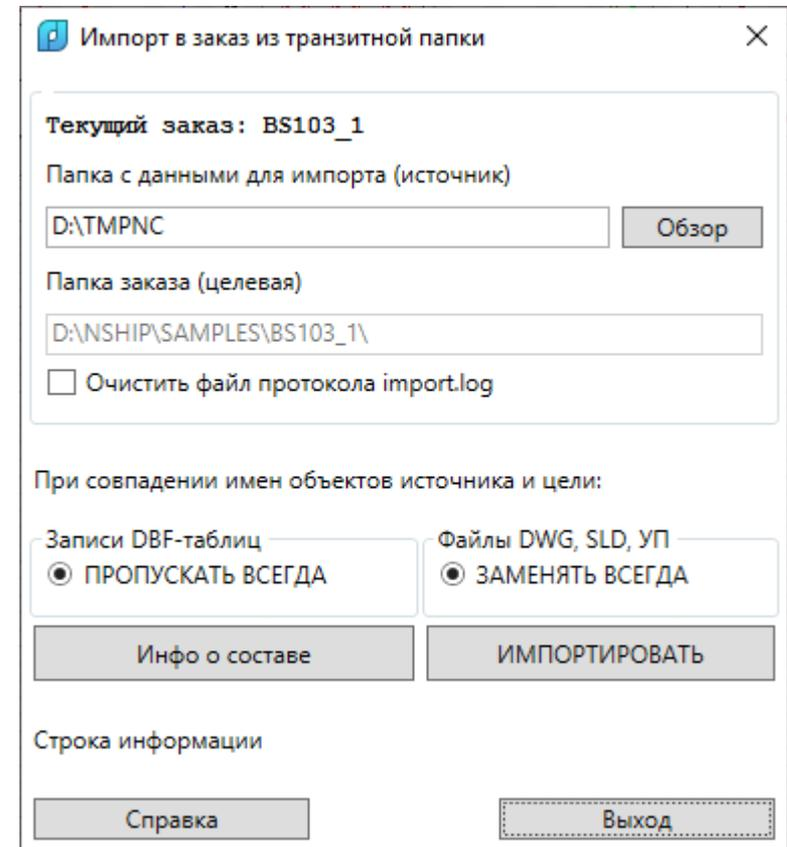 Импорт в заказ из транзитной папки
Текущий заказ: BS103_1
Папка с данными для импорта (источник)
D:\TMPNC
Обзор
Папка заказа (целевая)
D:\NSHIP\SAMPLES\BS103_1\
Очистить файл протокола import.log
При совпадении имен объектов источника и цели:
Записи DBF-таблиц
ПРОПУСКАТЬ ВСЕГДА
Файлы DWG, SLD, УП
ЗАМЕНЯТЬ ВСЕГДА
Инфо о составе
ИМПОРТИРОВАТЬ
Строка информации
Справка
Выход